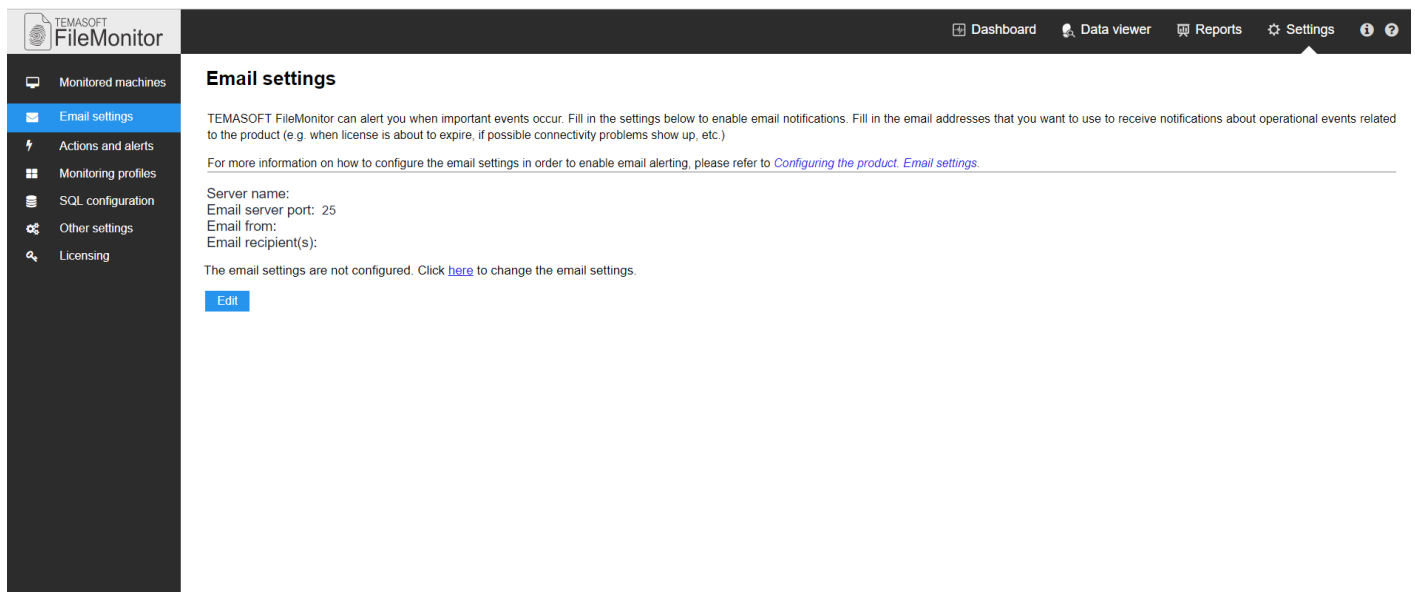 TEMASOFT
FileMonitor
Dashboard
Data viewer
Reports
Settings
Monitored machines
Email settings
Actions and alerts
Monitoring profiles
SQL configuration
Other settings
Licensing
Email settings
TEMASOFT FileMonitor can alert you when important events occur. Fill in the settings below to enable email notifications. Fill in the email addresses that you want to use to receive notifications about operational events related
to the product (e.g. when license is about to expire, if possible connectivity problems show up, etc.)
For more information on how to configure the email settings in order to enable email alerting, please refer to Configuring the product. Email settings.
Server name:
Email server port: 25
Email from:
Email recipient(s):
The email settings are not configured. Click here to change the email settings.
Edit